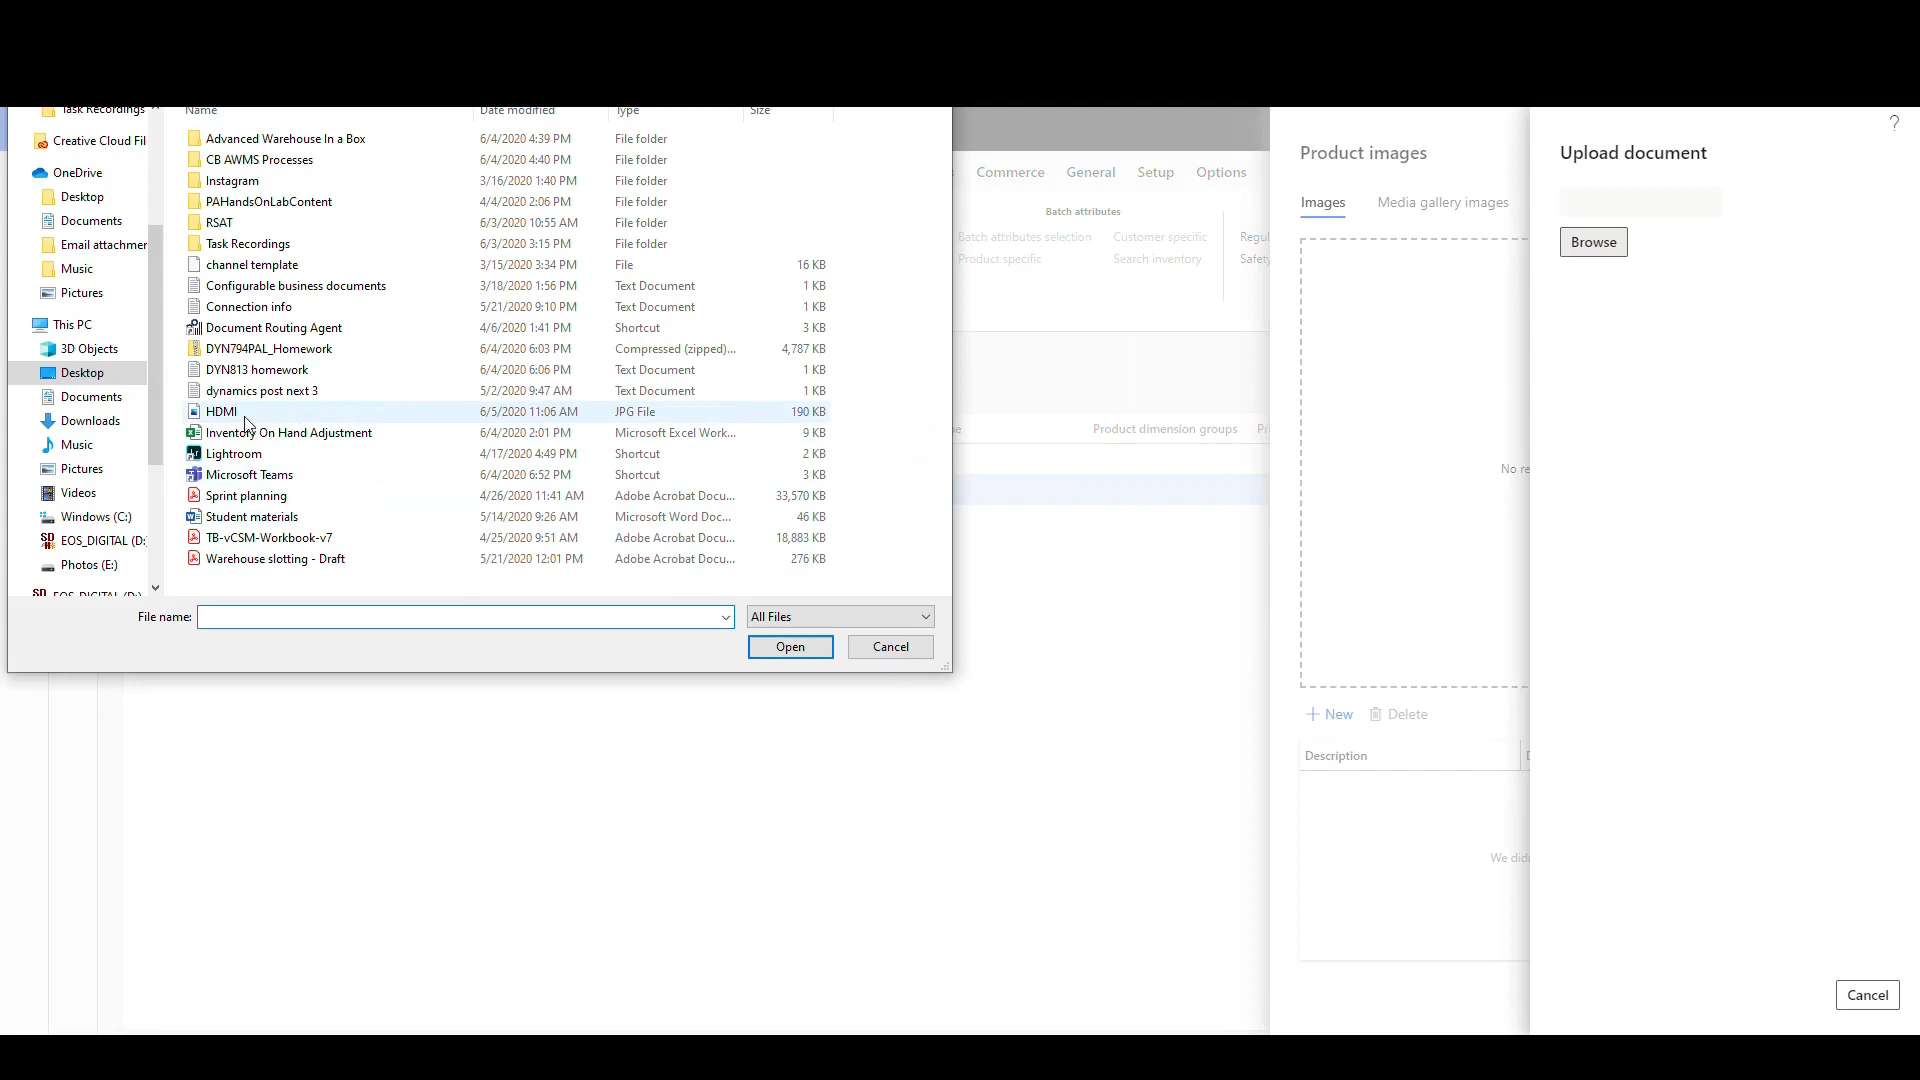 Task Recordings
Name Date modified Type Size
Creative Cloud Fil
OneDrive
Desktop
Documents
Email attachmer
Music
Pictures
This PC
3D Objects
Desktop
Documents
Downloads
Music
Pictures
Videos
Windows (C:)
EOS_DIGITAL (D:
Photos (E:)
EOS_DIGITAL (D:)
Advanced Warehouse In a Box 6/4/2020 4:39 PM File folder
CB AWMS Processes 6/4/2020 4:40 PM File folder
Instagram 3/16/2020 1:40 PM File folder
PAHandsOnLabContent 4/4/2020 2:06 PM File folder
RSAT 6/3/2020 10:55 AM File folder
Task Recordings 6/3/2020 3:15 PM File folder
channel template 3/15/2020 3:34 PM File 16 KB
Configurable business documents 3/18/2020 1:56 PM Text Document 1 KB
Connection info 5/21/2020 9:10 PM Text Document 1 KB
Document Routing Agent 4/6/2020 1:41 PM Shortcut 3 KB
DYN794PAL_Homework 6/4/2020 6:03 PM Compressed (zipped)... 4,787 KB
DYN813 homework 6/4/2020 6:06 PM Text Document 1 KB
dynamics post next 3 5/2/2020 9:47 AM Text Document 1 KB
HDMI 6/5/2020 11:06 AM JPG File 190 KB
Inventory On Hand Adjustment 6/4/2020 2:01 PM Microsoft Excel Work... 9 KB
Lightroom 4/17/2020 4:49 PM Shortcut 2 KB
Microsoft Teams 6/4/2020 6:52 PM Shortcut 3 KB
Sprint planning 4/26/2020 11:41 AM Adobe Acrobat Docu... 33,570 KB
Student materials 5/14/2020 9:26 AM Microsoft Word Doc... 46 KB
TB-vCSM-Workbook-v7 4/25/2020 9:51 AM Adobe Acrobat Docu... 18,883 KB
Warehouse slotting - Draft 5/21/2020 12:01 PM Adobe Acrobat Docu... 276 KB
File name: All Files
Open Cancel
Commerce General Setup Options
Batch attributes
Batch attributes selection Customer specific Regul
Product specific Search inventory Safety
Product dimension groups Pr
Product images
Images Media gallery images
No re
New Delete
Description
We did
?
Upload document
Browse
Cancel